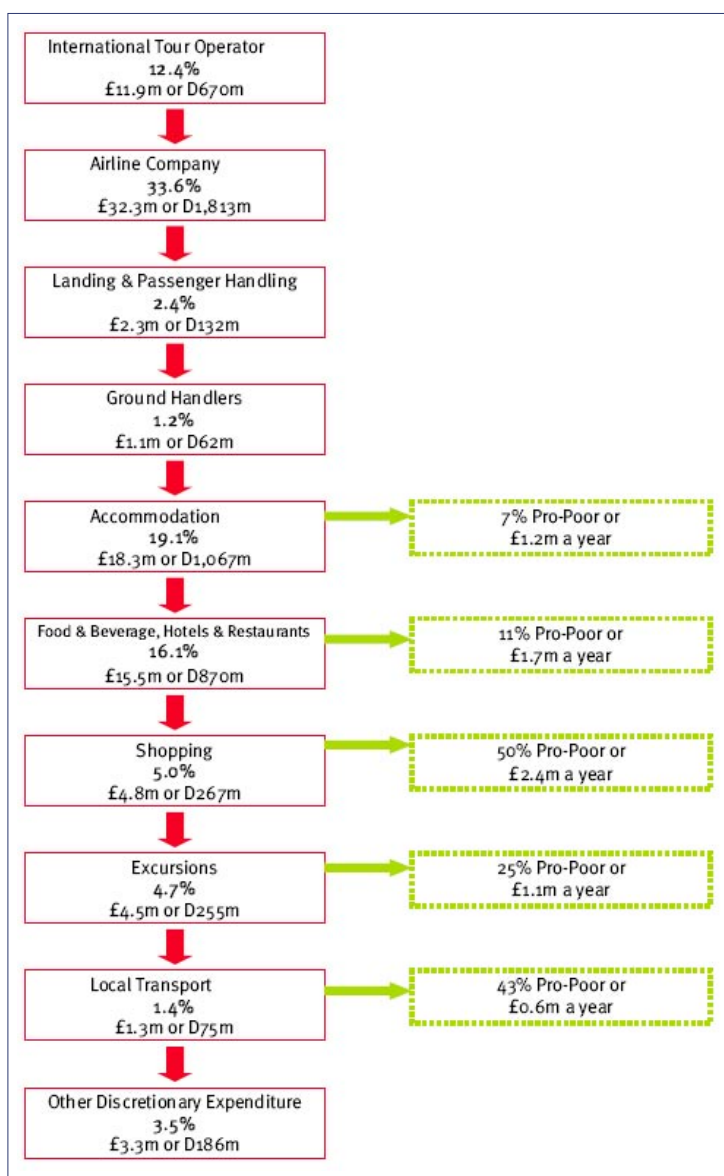 International Tour Operator
12.4%
£11.9m or D670m
Airline Company
33.6%
£32.3m or D1,813m
Landing & Passenger Handling
2.4%
£2.3m or D132m
Ground Handlers
1.2%
£1.1m or D62m
Accommodation
19.1%
£18.3m or D1,067m
7% Pro-Poor or
£1.2m a year
Food & Beverage, Hotels & Restaurants
16.1%
£15.5m or D870m
11% Pro-Poor or
£1.7m a year
Shopping
5.0%
£4.8m or D267m
50% Pro-Poor or
£2.4m a year
Excursions
4.7%
£4.5m or D255m
25% Pro-Poor or
£1.1m a year
Local Transport
1.4%
£1.3m or D75m
43% Pro-Poor or
£0.6m a year
Other Discretionary Expenditure
3.5%
£3.3m or D186m